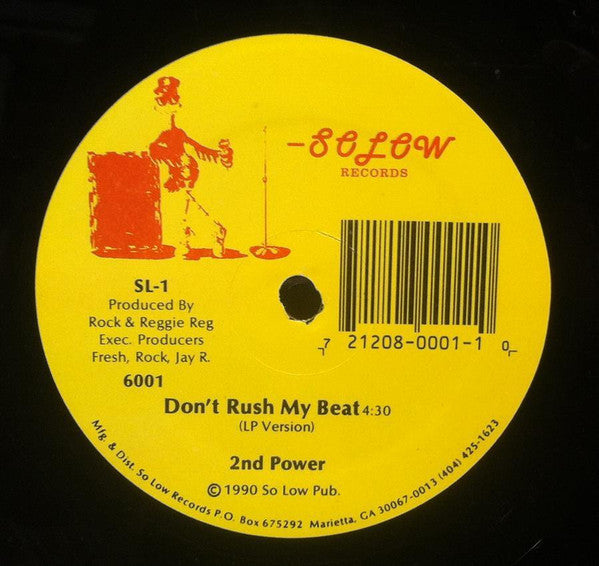 -SOLOW
RECORDS
SL-1
Produced By
Rock & Reggie Reg
Exec. Producers
Fresh, Rock, Jay R.
6001
7 21208-0001-1 0
Don't Rush My Beat 4:30
(LP Version)
2nd Power
© 1990 So Low Pub.
Mfg. & Dist. So Low Records P.O. Box 675292 Marietta, GA 30067-0013 (404) 425-1623